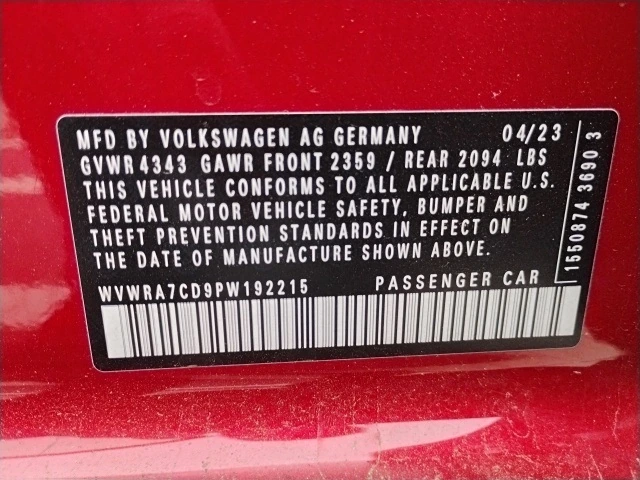 MFD BY VOLKSWAGEN AG GERMANY 04/23
GVWR 4343 GAWR FRONT 2359 / REAR 2094 LBS
THIS VEHICLE CONFORMS TO ALL APPLICABLE U.S.
FEDERAL MOTOR VEHICLE SAFETY, BUMPER AND
THEFT PREVENTION STANDARDS IN EFFECT ON
THE DATE OF MANUFACTURE SHOWN ABOVE.
WVWRA7CD9PW192215 PASSENGER CAR
1550874 3690 3